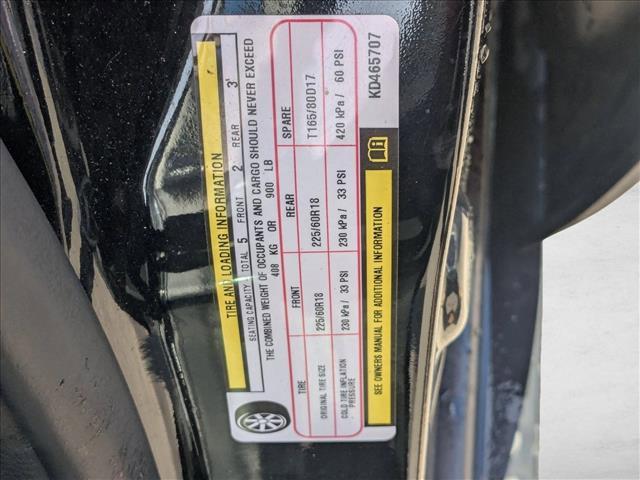 TIRE AND LOADING INFORMATION
SEATING CAPACITY TOTAL 5 FRONT 2 REAR 3
THE COMBINED WEIGHT OF OCCUPANTS AND CARGO SHOULD NEVER EXCEED
408 KG OR 900 LB
TIRE FRONT REAR SPARE
ORIGINAL TIRE SIZE 225/60R18 225/60R18 T165/80D17
COLD TIRE INFLATION
PRESSURE 230 kPa / 33 PSI 230 kPa / 33 PSI 420 kPa / 60 PSI
SEE OWNERS MANUAL FOR ADDITIONAL INFORMATION
KD465707